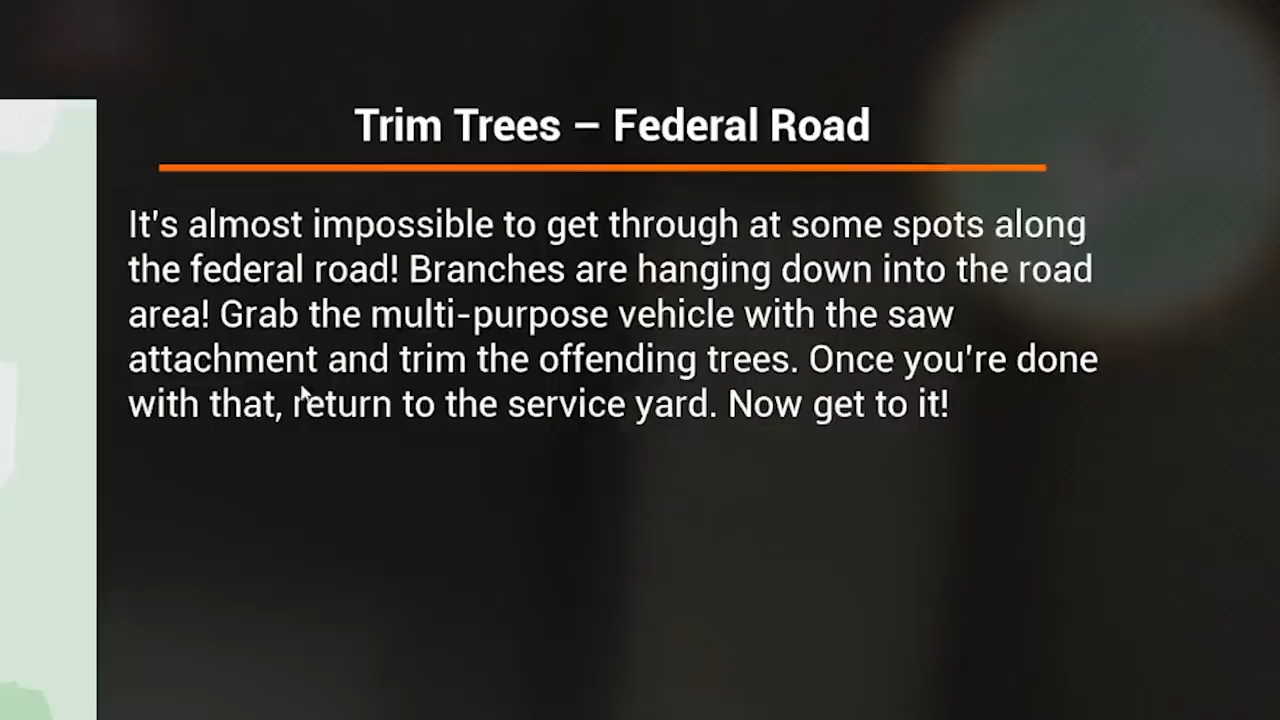 Trim Trees – Federal Road
It's almost impossible to get through at some spots along
the federal road! Branches are hanging down into the road
area! Grab the multi-purpose vehicle with the saw
attachment and trim the offending trees. Once you're done
with that, return to the service yard. Now get to it!